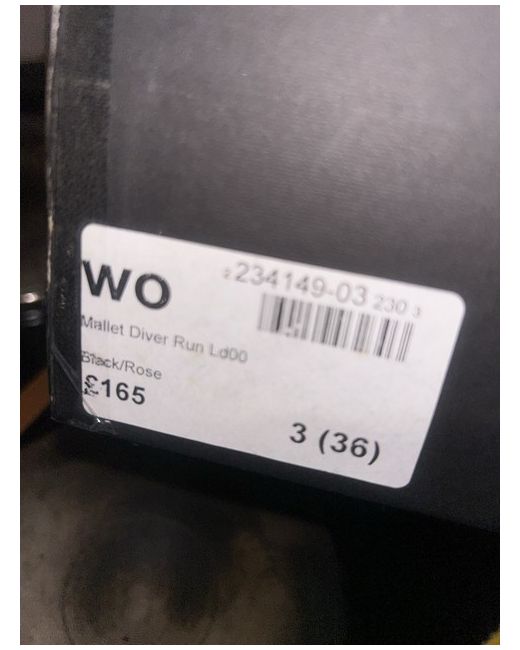 WO
234149-03 230 3
Mallet Diver Run Ld00
Black/Rose
£165
3 (36)